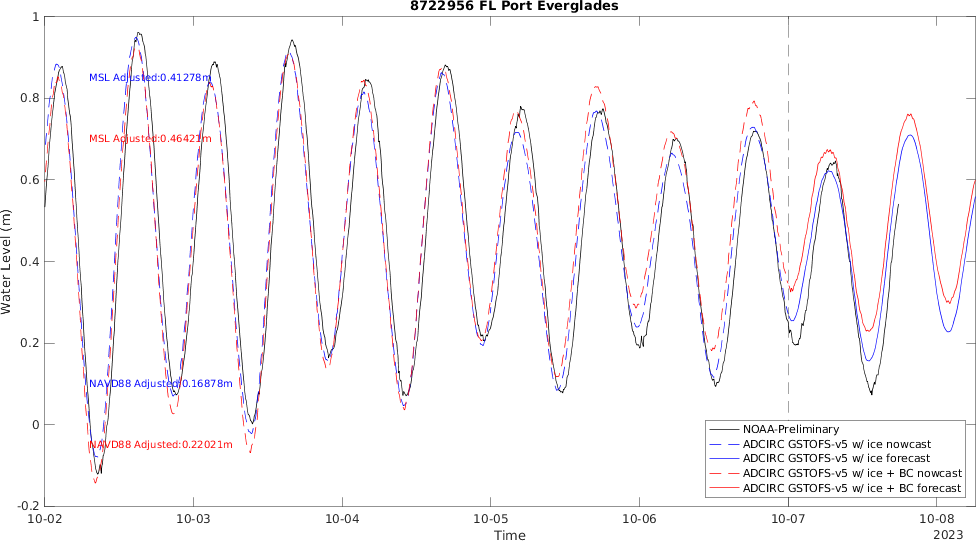 8722956 FL Port Everglades
1
0.8
0.6
0.4
0.2
0
-0.2
Water Level (m)
MSL Adjusted:0.41278m
MSL Adjusted:0.46421m
NAVD88 Adjusted:0.16878m
NAVD88 Adjusted:0.22021m
NOAA-Preliminary
ADCIRC GSTOFS-v5 w/ ice nowcast
ADCIRC GSTOFS-v5 w/ ice forecast
ADCIRC GSTOFS-v5 w/ ice + BC nowcast
ADCIRC GSTOFS-v5 w/ ice + BC forecast
10-02 10-03 10-04 10-05 10-06 10-07 10-08
Time
2023